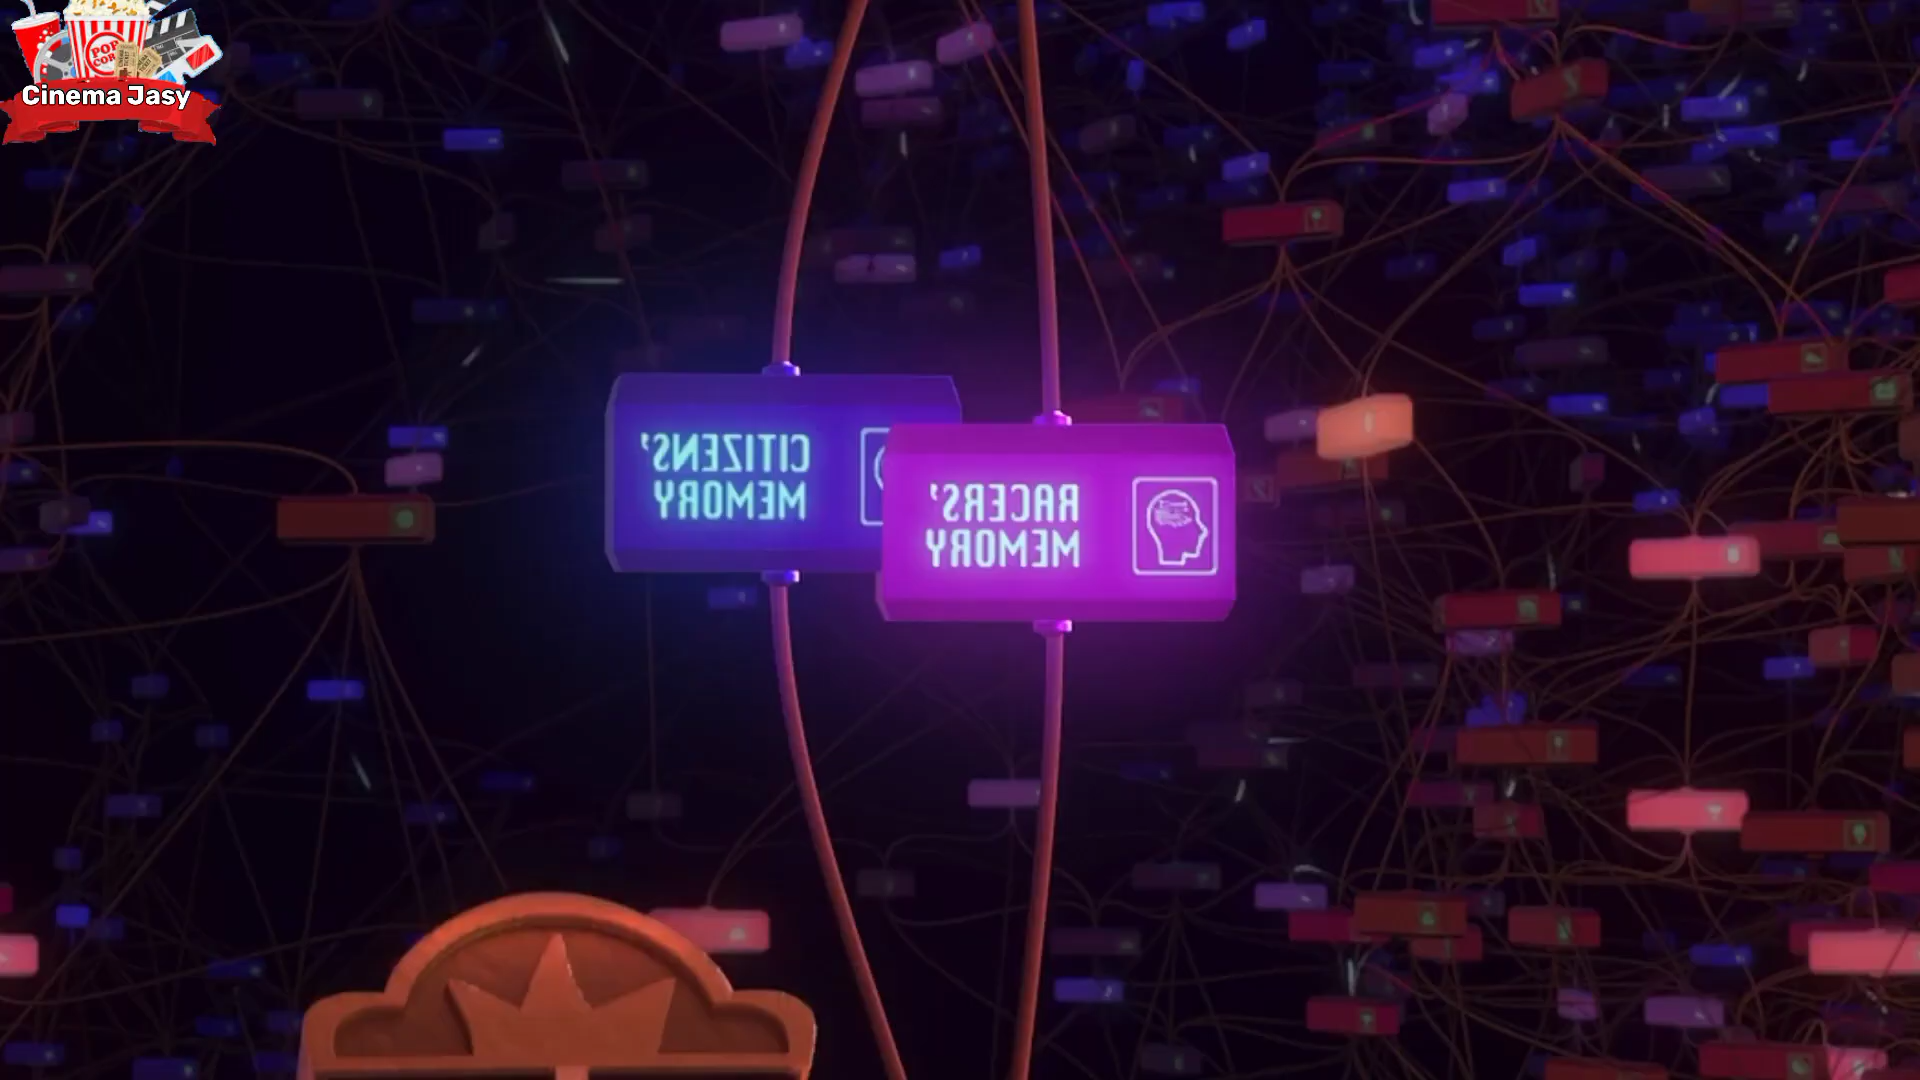 POP
CORN
Cinema Jasy
CITIZENS'
MEMORY
RACERS'
MEMORY